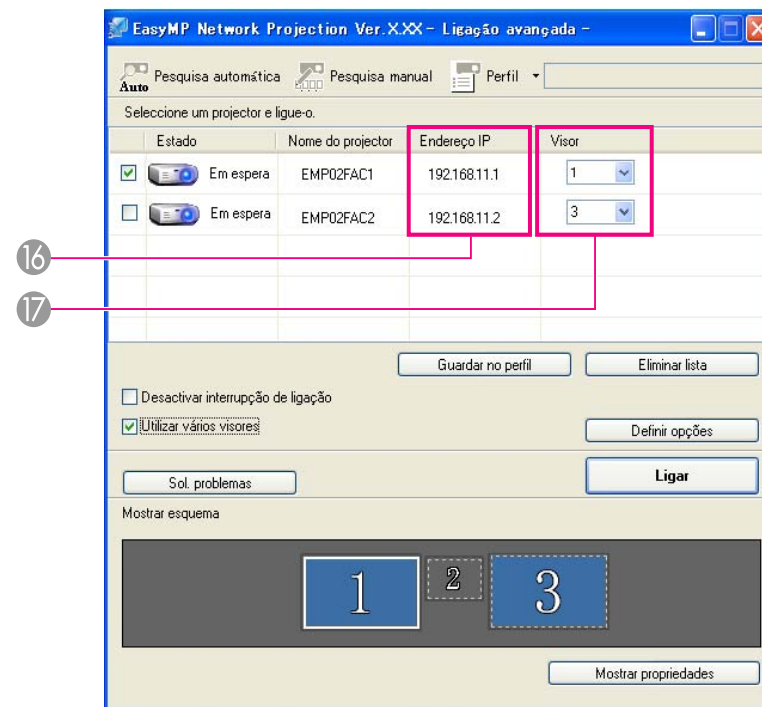 EasyMP Network Projection Ver.X.XX – Ligação avançada –
Auto Pesquisa automática Pesquisa manual Perfil
Seleccione um projector e ligue-o.
Estado Nome do projector Endereço IP Visor
Em espera EMP02FAC1 192.168.11.1 1
Em espera EMP02FAC2 192.168.11.2 3
16
17
Guardar no perfil Eliminar lista
Desactivar interrupção de ligação
Utilizar vários visores
Definir opções
Sol. problemas Ligar
Mostrar esquema
1 2 3
Mostrar propriedades